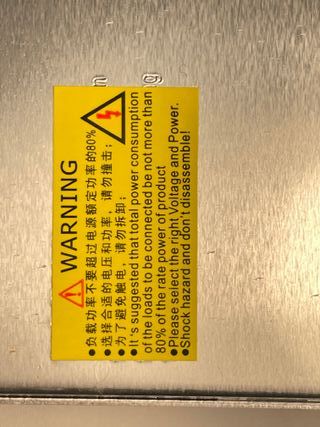 WARNING
●负载功率不要超过电源额定功率的80%
●选择合适的电压和功率，请勿撞击；
●为了避免触电，请勿拆卸；
●It's suggested that total power consumption
of the loads to be connected be not more than
80% of the rate power of product
●Please select the right Voltage and Power.
●Shock hazard and don't disassemble!